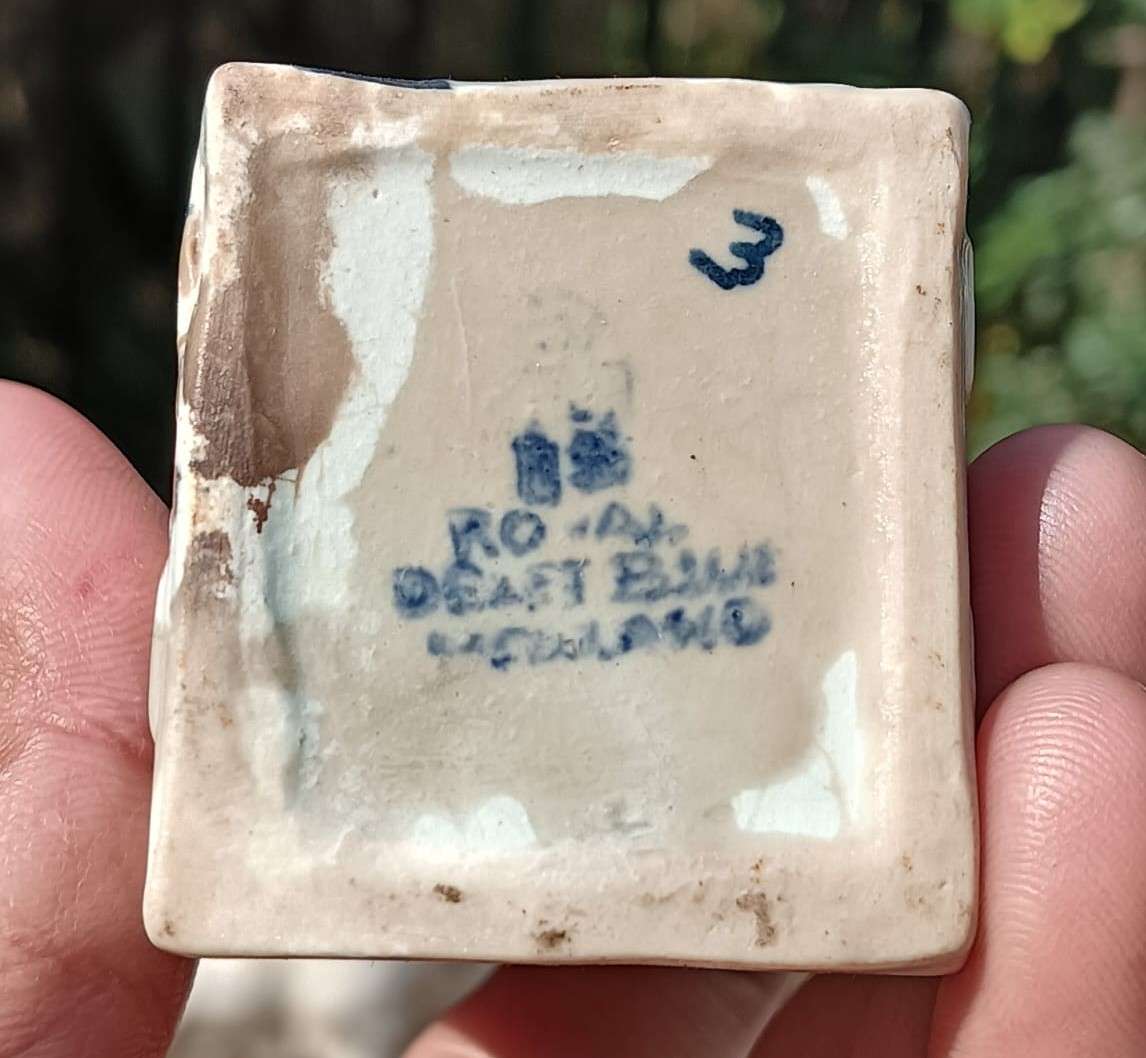 3
ROYAL
DELFT BLUE
HOLLAND